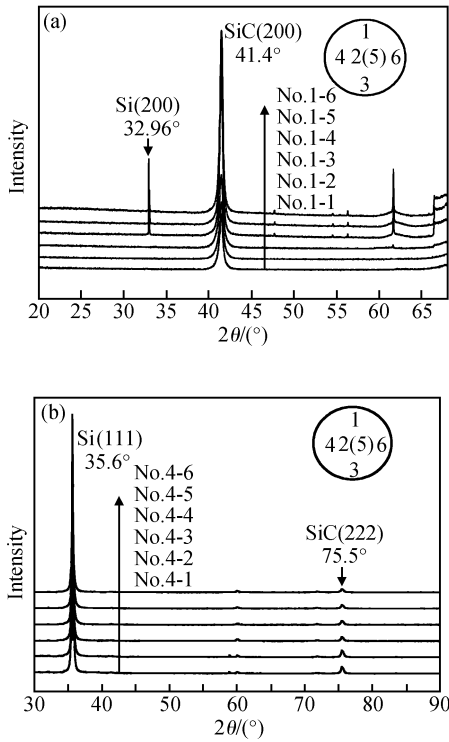 (a)
SiC(200)
41.4°
1
4 2(5) 6
3
Si(200)
32.96°
No.1-6
No.1-5
No.1-4
No.1-3
No.1-2
No.1-1
Intensity
20 25 30 35 40 45 50 55 60 65
2θ/(°)
(b)
Si(111)
35.6°
1
4 2(5) 6
3
No.4-6
No.4-5
No.4-4
No.4-3
No.4-2
No.4-1
SiC(222)
75.5°
Intensity
30 40 50 60 70 80 90
2θ/(°)